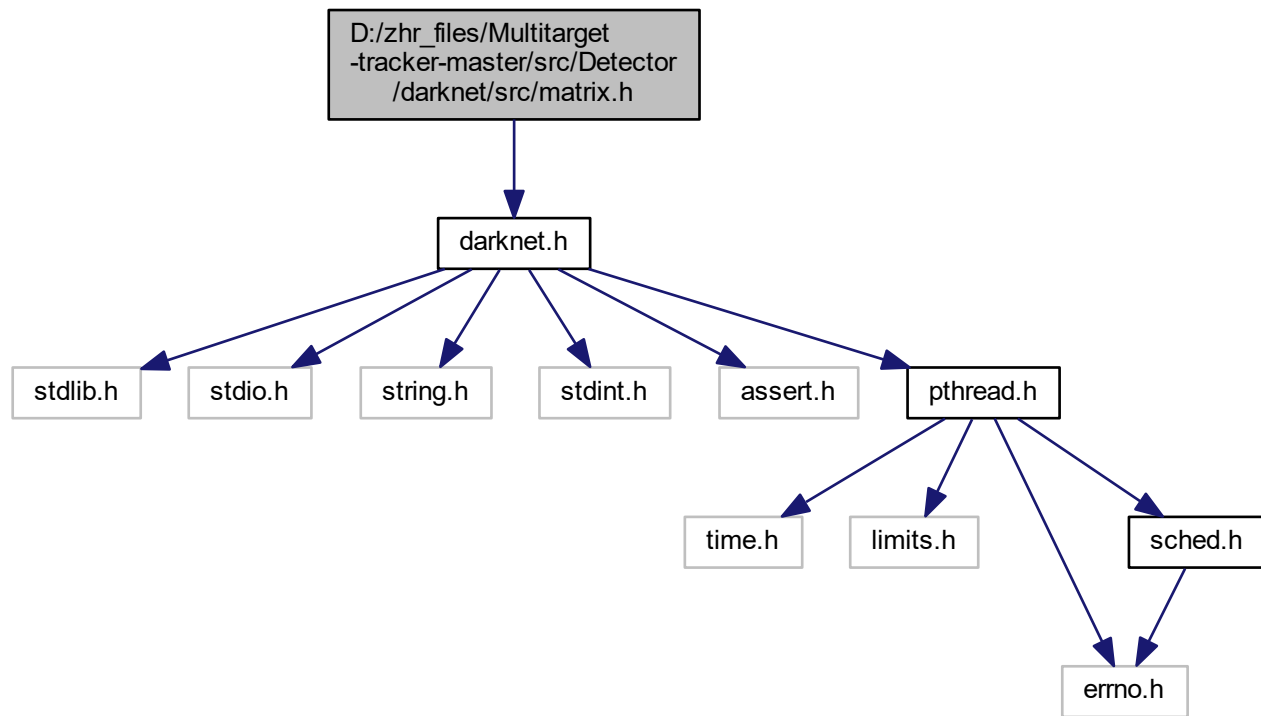 D:/zhr_files/Multitarget
-tracker-master/src/Detector
/darknet/src/matrix.h
darknet.h
stdlib.h
stdio.h
string.h
stdint.h
assert.h
pthread.h
time.h
limits.h
sched.h
errno.h